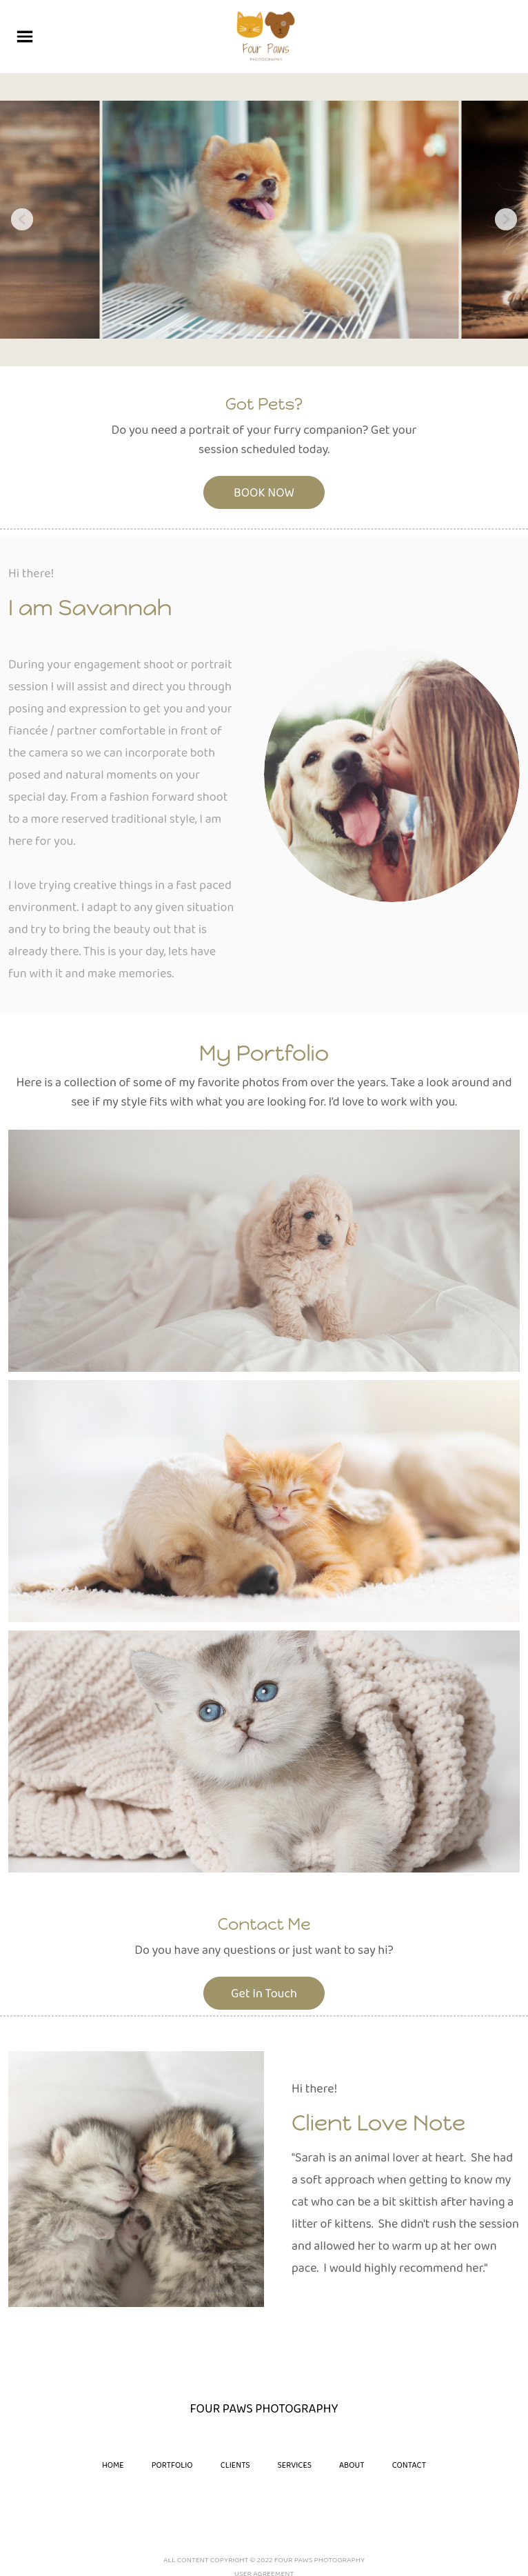 Four Paws
PHOTOGRAPHY
Got Pets?
Do you need a portrait of your furry companion? Get your
session scheduled today.
BOOK NOW
Hi there!
I am Savannah
During your engagement shoot or portrait
session I will assist and direct you through
posing and expression to get you and your
fiancée / partner comfortable in front of
the camera so we can incorporate both
posed and natural moments on your
special day. From a fashion forward shoot
to a more reserved traditional style, I am
here for you.
I love trying creative things in a fast paced
environment. I adapt to any given situation
and try to bring the beauty out that is
already there. This is your day, lets have
fun with it and make memories.
My Portfolio
Here is a collection of some of my favorite photos from over the years. Take a look around and
see if my style fits with what you are looking for. I'd love to work with you.
Contact Me
Do you have any questions or just want to say hi?
Get In Touch
Hi there!
Client Love Note
"Sarah is an animal lover at heart.  She had
a soft approach when getting to know my
cat who can be a bit skittish after having a
litter of kittens.  She didn't rush the session
and allowed her to warm up at her own
pace.  I would highly recommend her."
FOUR PAWS PHOTOGRAPHY
HOME PORTFOLIO CLIENTS SERVICES ABOUT CONTACT
ALL CONTENT COPYRIGHT © 2022 FOUR PAWS PHOTOGRAPHY
USER AGREEMENT